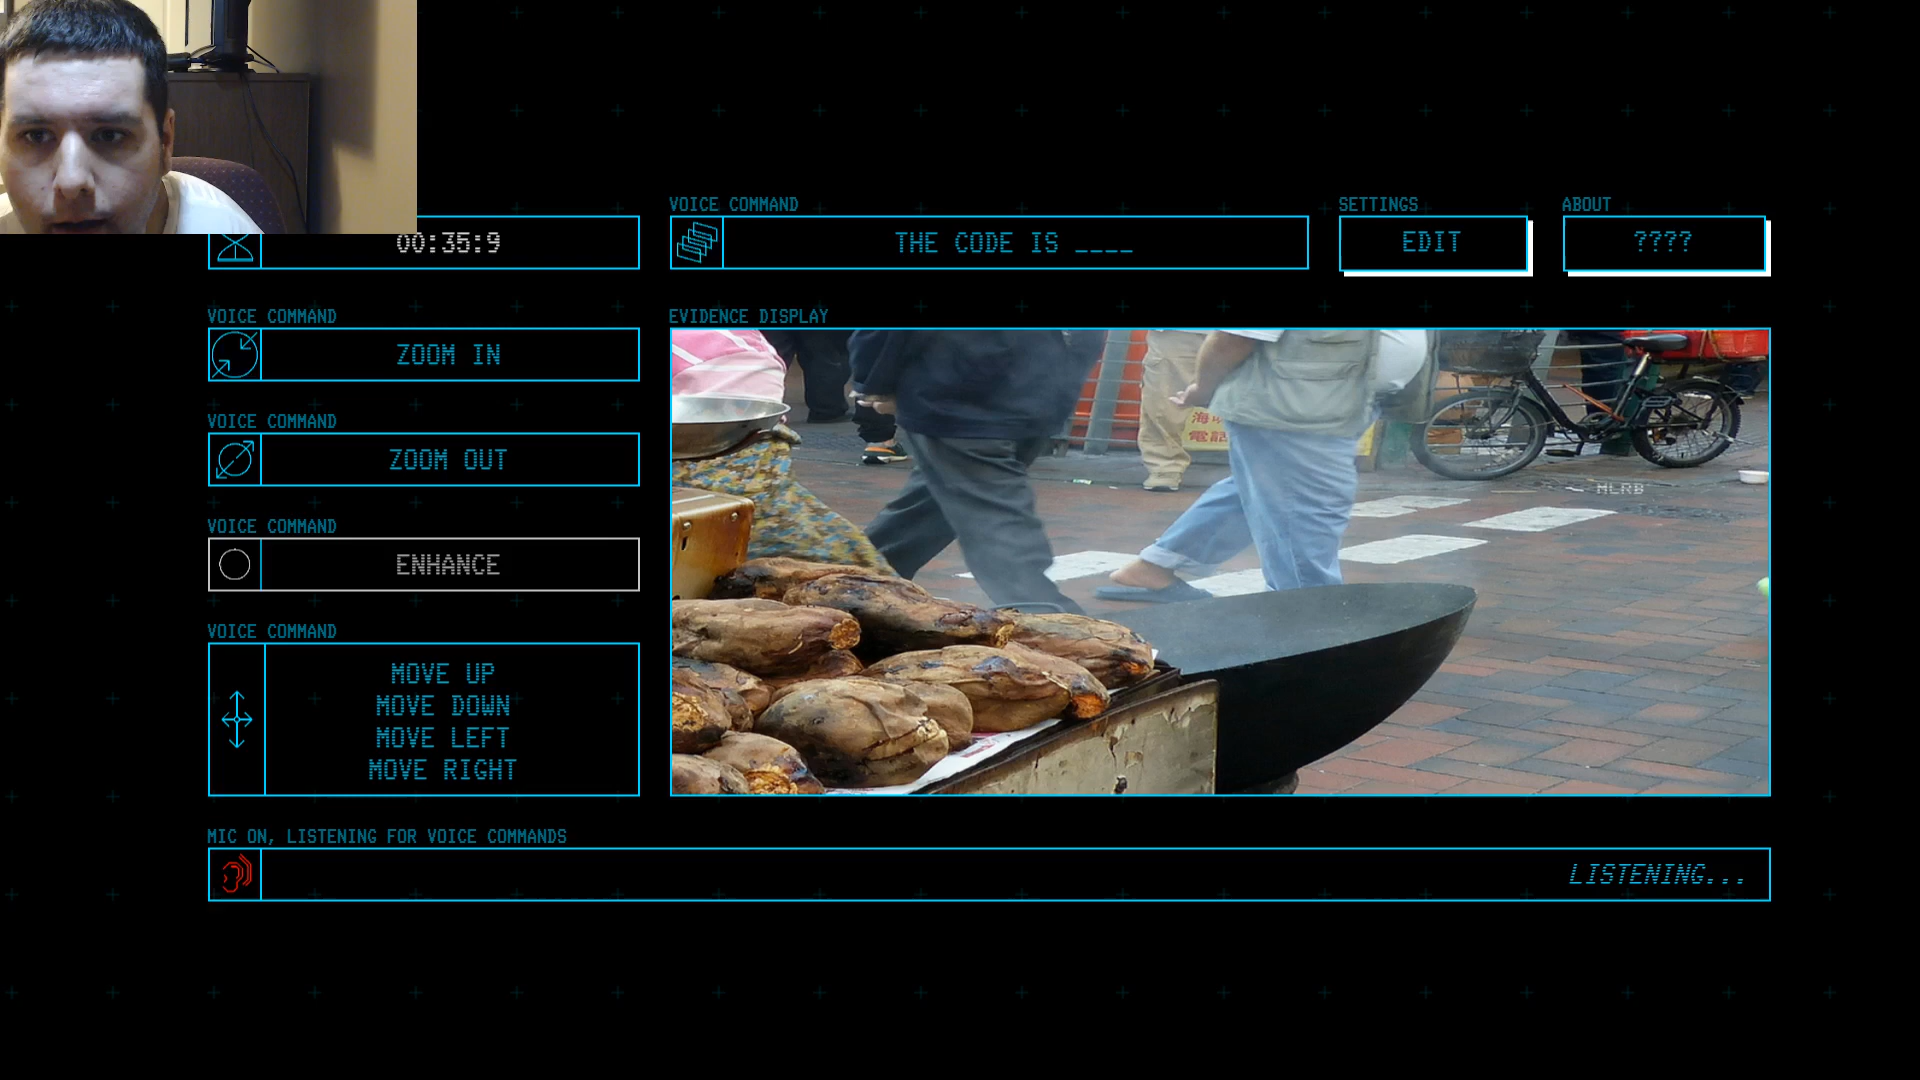 VOICE COMMAND
SETTINGS
ABOUT
00:35:9
THE CODE IS ____
EDIT
????
VOICE COMMAND
ZOOM IN
EVIDENCE DISPLAY
VOICE COMMAND
ZOOM OUT
VOICE COMMAND
ENHANCE
VOICE COMMAND
MOVE UP
MOVE DOWN
MOVE LEFT
MOVE RIGHT
電話
MLRB
MIC ON, LISTENING FOR VOICE COMMANDS
LISTENING...